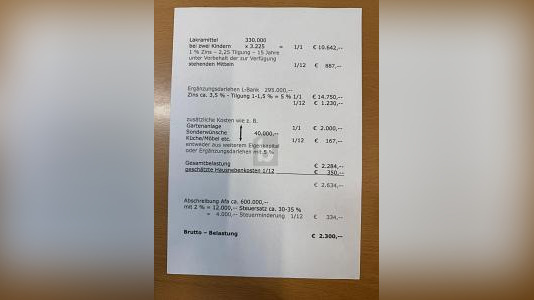 Lakramittel 330,000
bei zwei Kindern x 3.225 = 1/1 € 10.642,--
1 % Zins – 2,25 Tilgung – 15 Jahre
unter Vorbehalt der zur Verfügung
stehenden Mitteln 1/12 € 887,--
Ergänzungsdarlehen L-Bank 295.000,--
Zins ca. 3,5 % - Tilgung 1-1,5 % = 5 % 1/1 € 14.750,--
1/12 € 1.230,--
zusätzliche Kosten wie z. B.
Gartenanlage 1/1 € 2.000,--
Sonderwünsche 40.000,--
Küche/Möbel etc. 1/12 € 167,--
entweder aus weiterem Eigenkapital
oder Ergänzungsdarlehen mit 5 %
Gesamtbelastung € 2.284,--
geschätzte Hausnebenkosten 1/12 € 350,--
€ 2.634,--
Abschreibung Afa ca. 600.000,--
mit 2 % = 12.000,-- Steuersatz ca. 30-35 %
= 4.000,-- Steuerminderung 1/12 € 334,--
Brutto – Belastung € 2.300,--